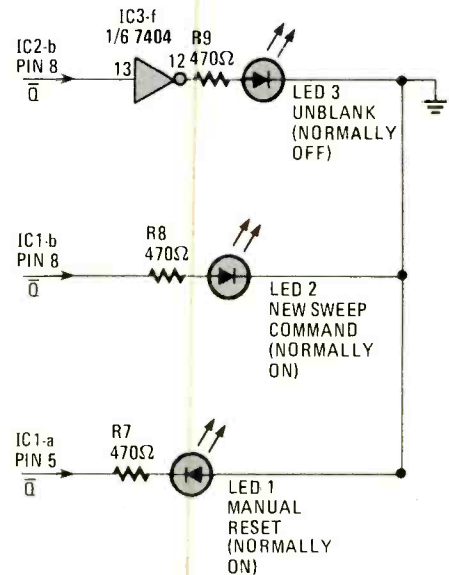 IC3-f
1/6 7404
IC2-b
PIN 8
Q̅
13
12
R9
470Ω
LED 3
UNBLANK
(NORMALLY
OFF)
IC1-b
PIN 8
Q̅
R8
470Ω
LED 2
NEW SWEEP
COMMAND
(NORMALLY
ON)
IC1-a
PIN 5
Q̅
R7
470Ω
LED 1
MANUAL
RESET
(NORMALLY
ON)